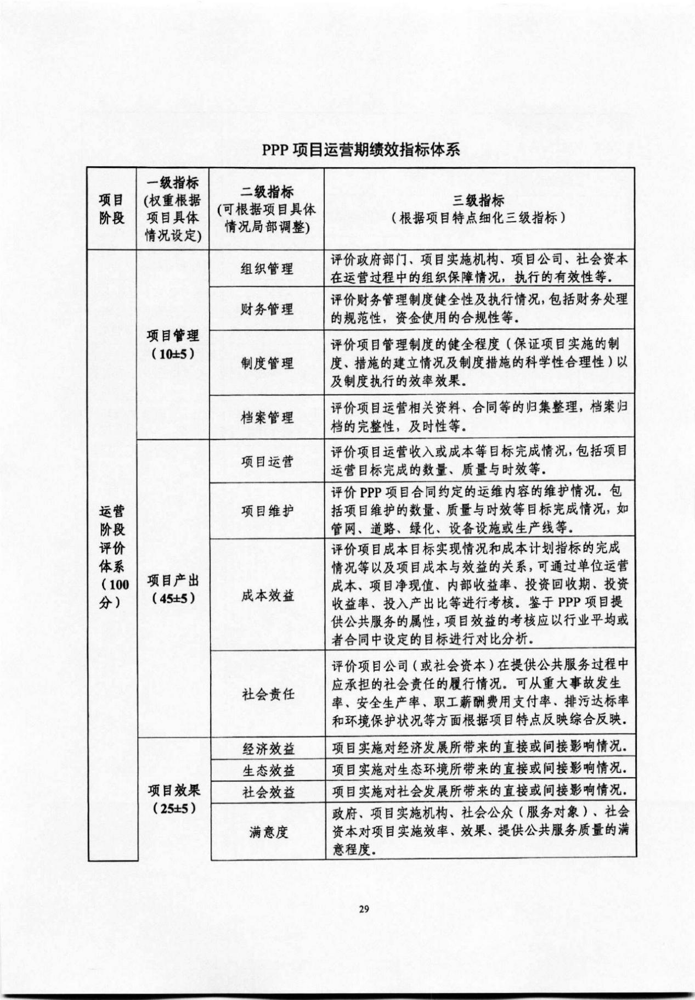 PPP 项目运营期绩效指标体系
项目
阶段
一级指标
(权重根据
项目具体
情况设定)
二级指标
(可根据项目具体
情况局部调整)
三级指标
(根据项目特点细化三级指标)
运营
阶段
评价
体系
(100
分)
项目管理
(10±5)
组织管理
评价政府部门、项目实施机构、项目公司、社会资本
在运营过程中的组织保障情况，执行的有效性等。
财务管理
评价财务管理制度健全性及执行情况，包括财务处理
的规范性，资金使用的合规性等。
制度管理
评价项目管理制度的健全程度（保证项目实施的制
度、措施的建立情况及制度措施的科学性合理性）以
及制度执行的效率效果。
档案管理
评价项目运营相关资料、合同等的归集整理，档案归
档的完整性，及时性等。
项目产出
(45±5)
项目运营
评价项目运营收入或成本等目标完成情况，包括项目
运营目标完成的数量、质量与时效等。
项目维护
评价 PPP 项目合同约定的运维内容的维护情况。包
括项目维护的数量、质量与时效等目标完成情况，如
管网、道路、绿化、设备设施或生产线等。
成本效益
评价项目成本目标实现情况和成本计划指标的完成
情况等以及项目成本与效益的关系，可通过单位运营
成本、项目净现值、内部收益率、投资回收期、投资
收益率、投入产出比等进行考核。鉴于 PPP 项目提
供公共服务的属性，项目效益的考核应以行业平均或
者合同中设定的目标进行对比分析。
社会责任
评价项目公司（或社会资本）在提供公共服务过程中
应承担的社会责任的履行情况。可从重大事故发生
率、安全生产率、职工薪酬费用支付率、排污达标率
和环境保护状况等方面根据项目特点反映综合反映。
项目效果
(25±5)
经济效益
项目实施对经济发展所带来的直接或间接影响情况。
生态效益
项目实施对生态环境所带来的直接或间接影响情况。
社会效益
项目实施对社会发展所带来的直接或间接影响情况。
满意度
政府、项目实施机构、社会公众（服务对象）、社会
资本对项目实施效率、效果、提供公共服务质量的满
意程度。
29